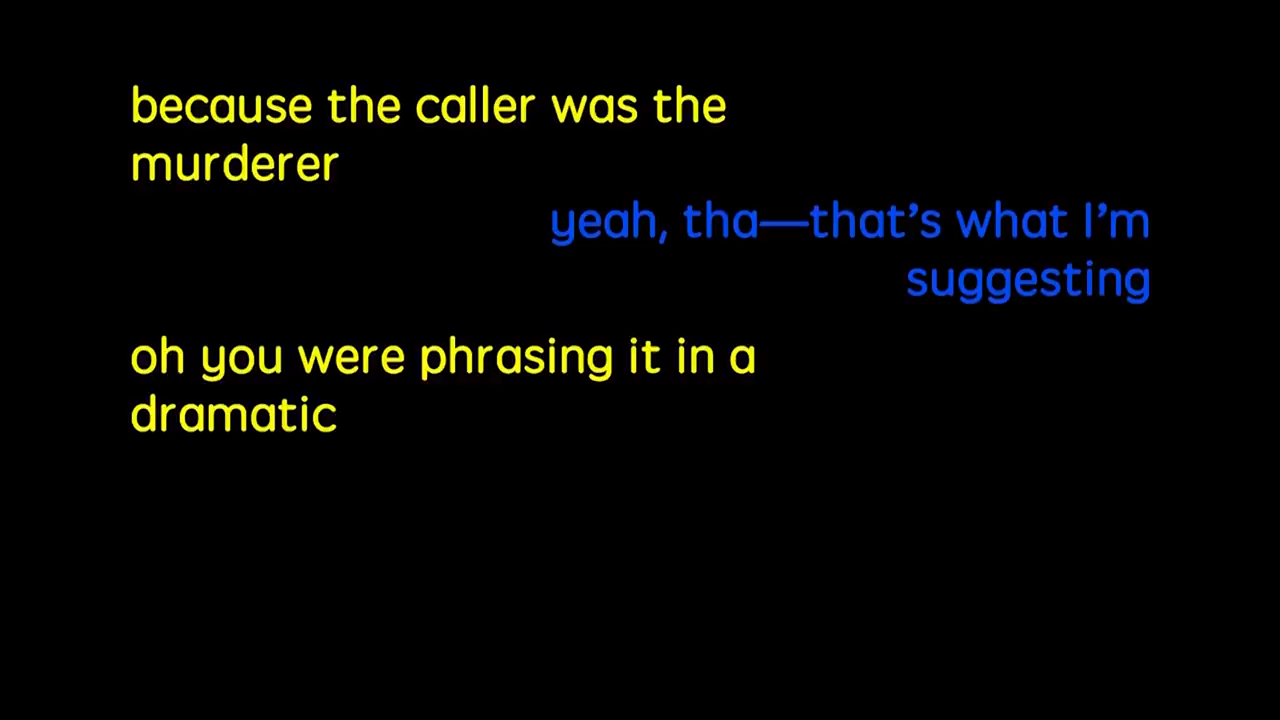 because the caller was the
murderer
yeah, tha—that’s what I’m
suggesting
oh you were phrasing it in a
dramatic